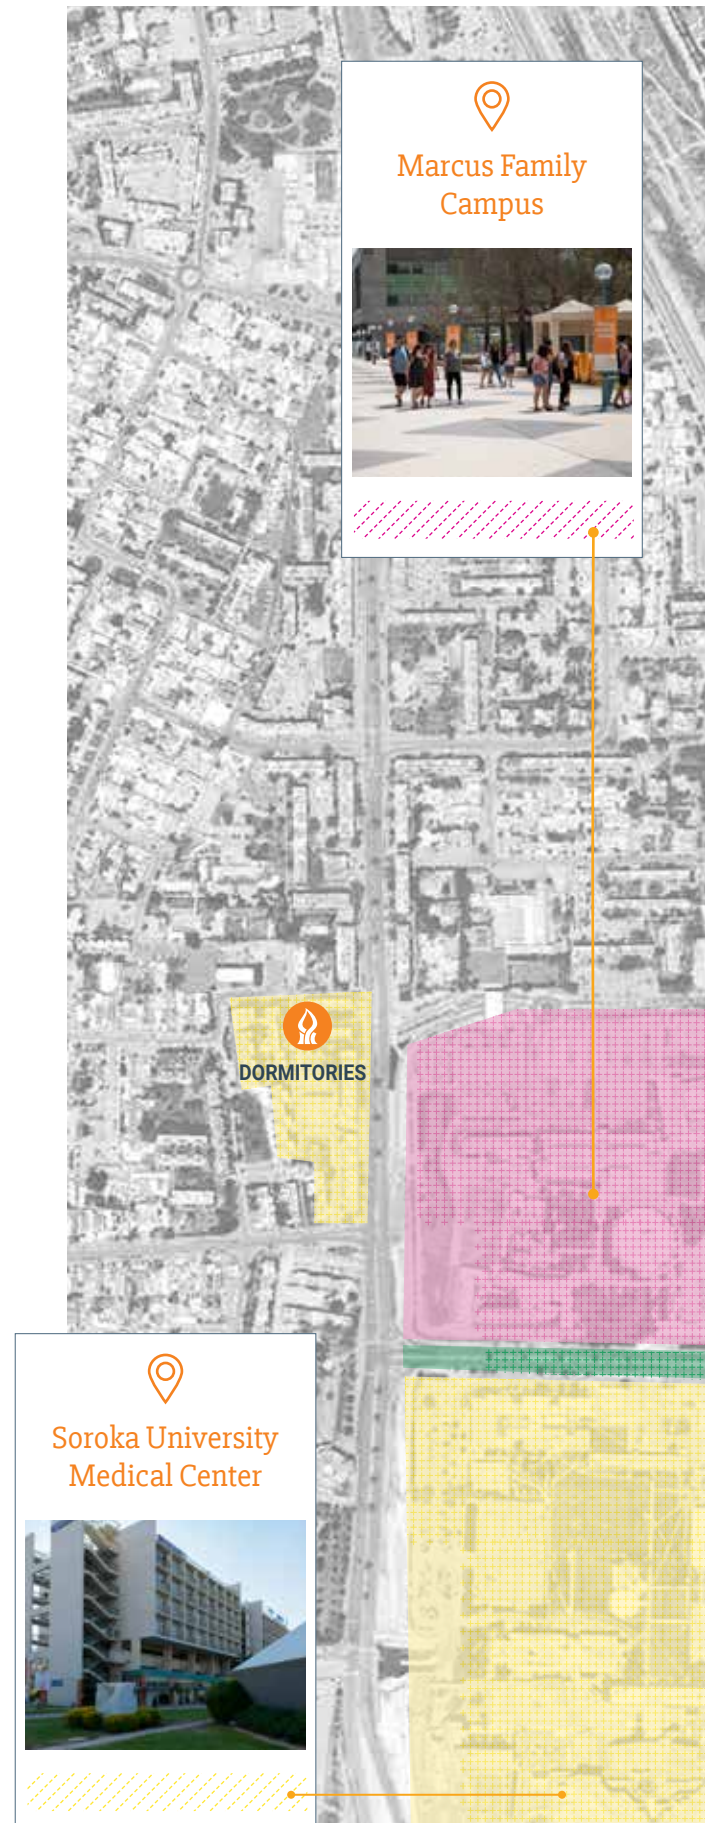 Marcus Family
Campus
DORMITORIES
Soroka University
Medical Center